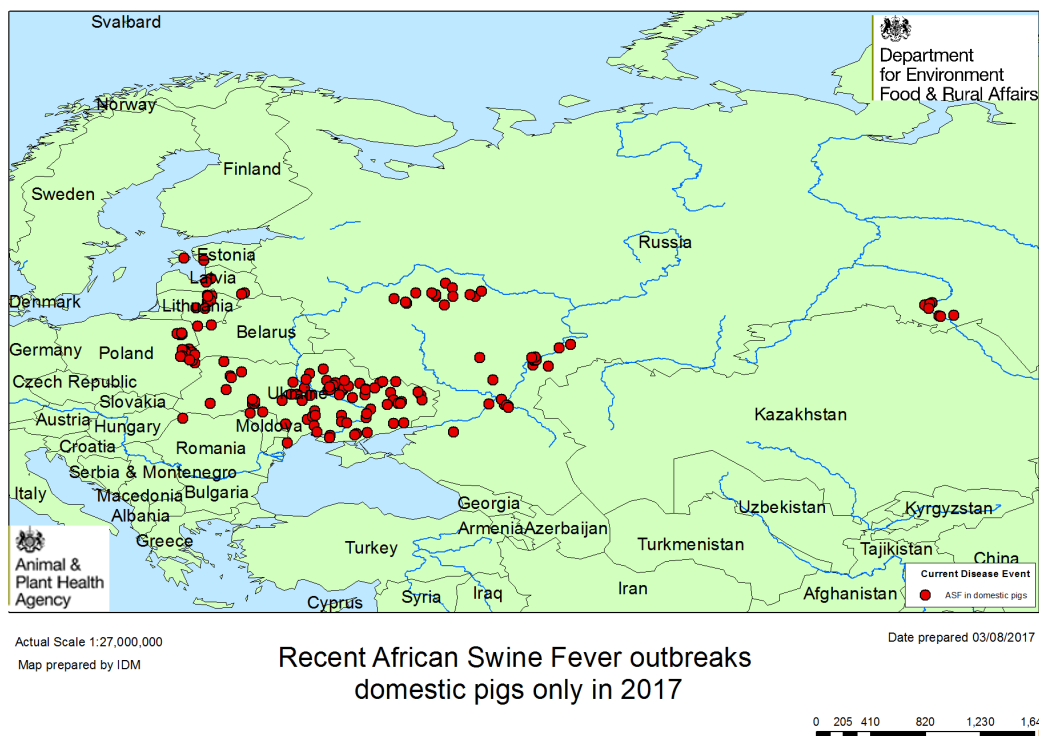 Svalbard
Department
for Environment
Food & Rural Affairs
Norway
Finland
Sweden
Russia
Estonia
Latvia
Denmark
Lithuania
Belarus
Germany
Poland
Czech Republic
Ukraine
Slovakia
Kazakhstan
Austria
Hungary
Moldova
Croatia
Romania
Serbia & Montenegro
Italy
Macedonia
Bulgaria
Georgia
Uzbekistan
Kyrgyzstan
Albania
Armenia
Azerbaijan
Greece
Turkey
Turkmenistan
Tajikistan
China
Animal &
Plant Health
Agency
Cyprus
Syria
Iraq
Iran
Afghanistan
Current Disease Event
ASF in domestic pigs
Actual Scale 1:27,000,000
Map prepared by IDM
Date prepared 03/08/2017
Recent African Swine Fever outbreaks
domestic pigs only in 2017
0 205 410 820 1,230